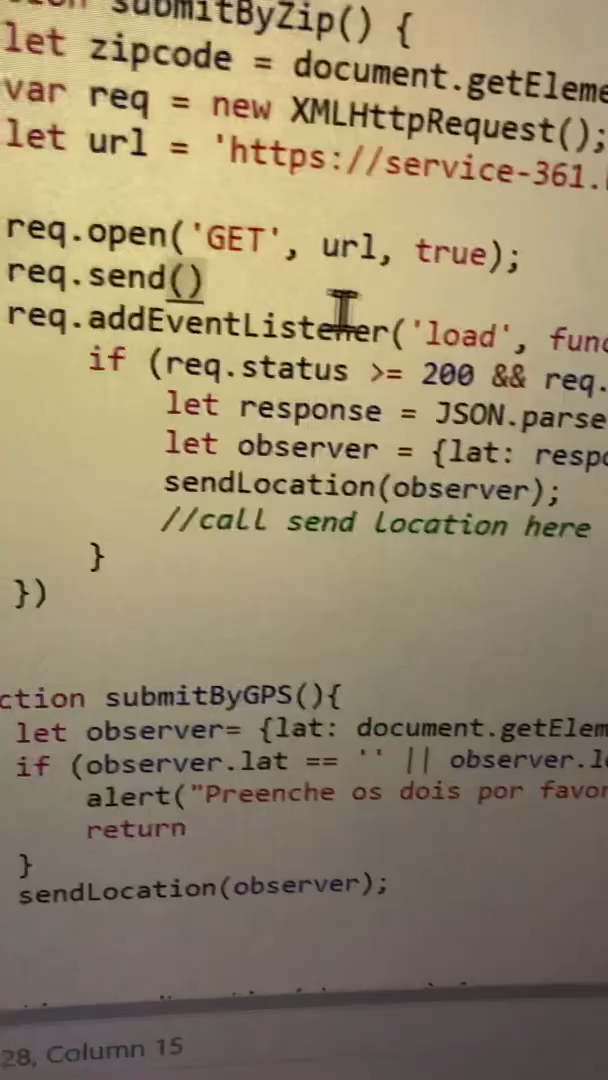 submitByZip() {
let zipcode = document.getEleme
var req = new XMLHttpRequest();
let url = 'https://service-361.
req.open('GET', url, true);
req.send()
req.addEventListener('load', func
if (req.status >= 200 && req.
let response = JSON.parse
let observer = {lat: respo
sendLocation(observer);
//call send location here
}
})
ction submitByGPS(){
let observer= {lat: document.getElem
if (observer.lat == '' || observer.l
alert("Preenche os dois por favor
return
}
sendLocation(observer);
28, Column 15